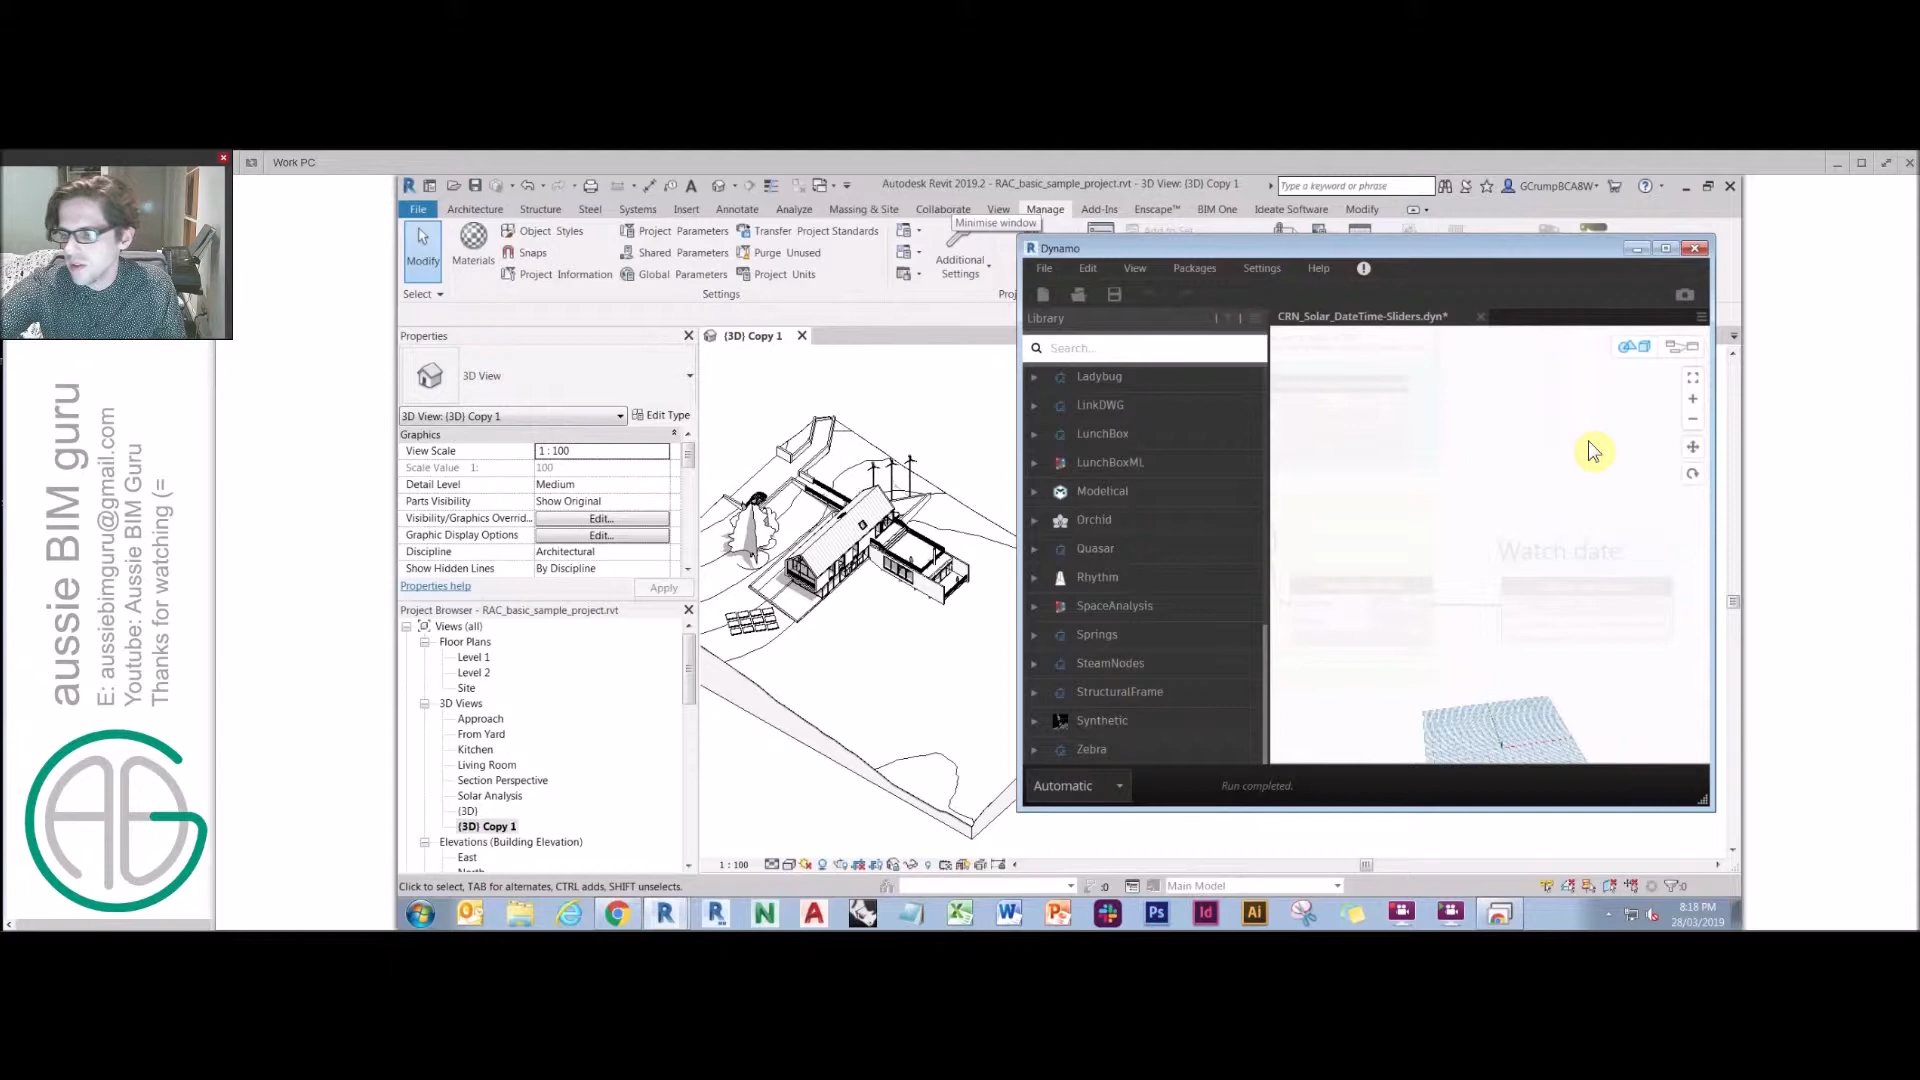 Work PC
Autodesk Revit 2019.2 - RAC_basic_sample_project.rvt - 3D View: {3D} Copy 1
Type a keyword or phrase
GCrumpBCA8W
File Architecture Structure Steel Systems Insert Annotate Analyze Massing & Site Collaborate View Manage Add-Ins Enscape™ BIM One Ideate Software Modify
Minimise window
Modify
Materials
Object Styles
Snaps
Project Information
Project Parameters
Shared Parameters
Global Parameters
Transfer Project Standards
Purge Unused
Project Units
Additional Settings
Select
Settings
Properties
3D View
3D View: {3D} Copy 1
Edit Type
Graphics
View Scale 1 : 100
Scale Value 1: 100
Detail Level Medium
Parts Visibility Show Original
Visibility/Graphics Overrid... Edit...
Graphic Display Options Edit...
Discipline Architectural
Show Hidden Lines By Discipline
Properties help
Apply
Project Browser - RAC_basic_sample_project.rvt
Views (all)
Floor Plans
Level 1
Level 2
Site
3D Views
Approach
From Yard
Kitchen
Living Room
Section Perspective
Solar Analysis
{3D}
{3D} Copy 1
Elevations (Building Elevation)
East
{3D} Copy 1
Dynamo
File Edit View Packages Settings Help
Library
CRN_Solar_DateTime-Sliders.dyn*
Search...
Ladybug
LinkDWG
LunchBox
LunchBoxML
Modelical
Orchid
Quasar
Rhythm
SpaceAnalysis
Springs
SteamNodes
StructuralFrame
Synthetic
Zebra
Watch date
Automatic
Run completed.
1 : 100
Click to select, TAB for alternates, CTRL adds, SHIFT unselects.
:0
Main Model
:0
8:18 PM
28/03/2019
aussie BIM guru
E: aussiebimguru@gmail.com
Youtube: Aussie BIM Guru
Thanks for watching (=